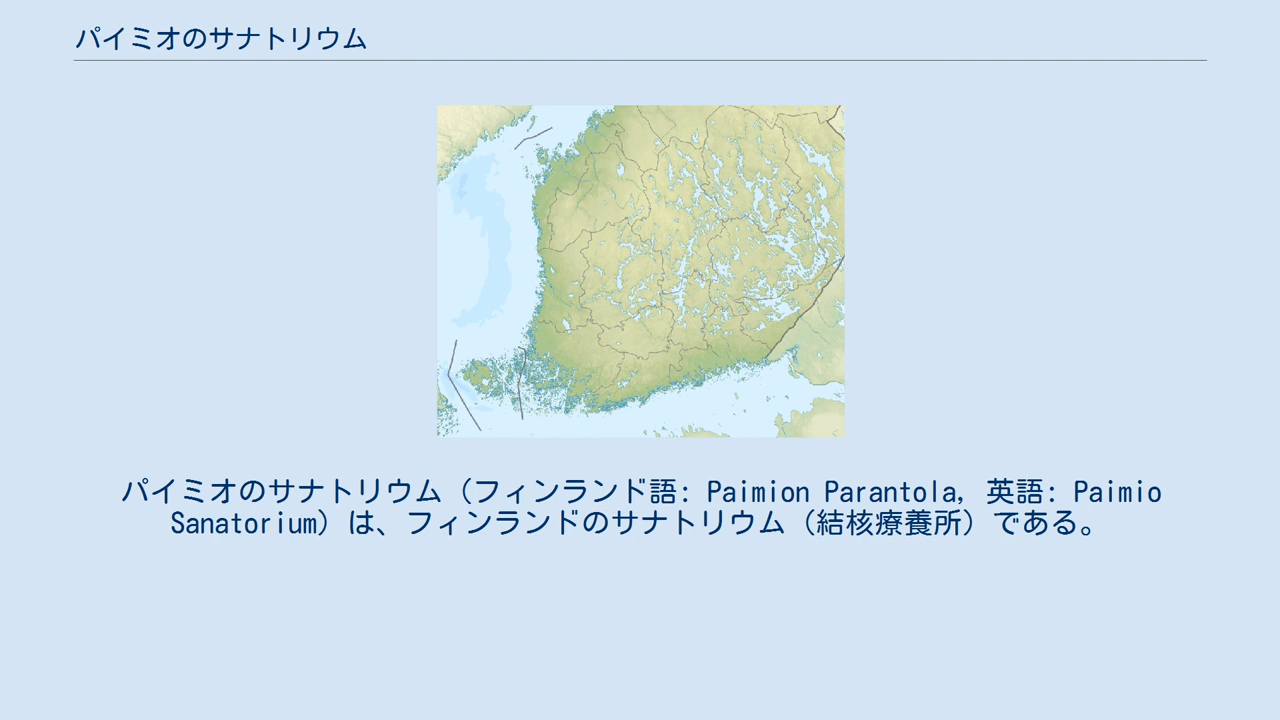 パイミオのサナトリウム
パイミオのサナトリウム（フィンランド語: Paimion Parantola, 英語: Paimio
Sanatorium）は、フィンランドのサナトリウム（結核療養所）である。